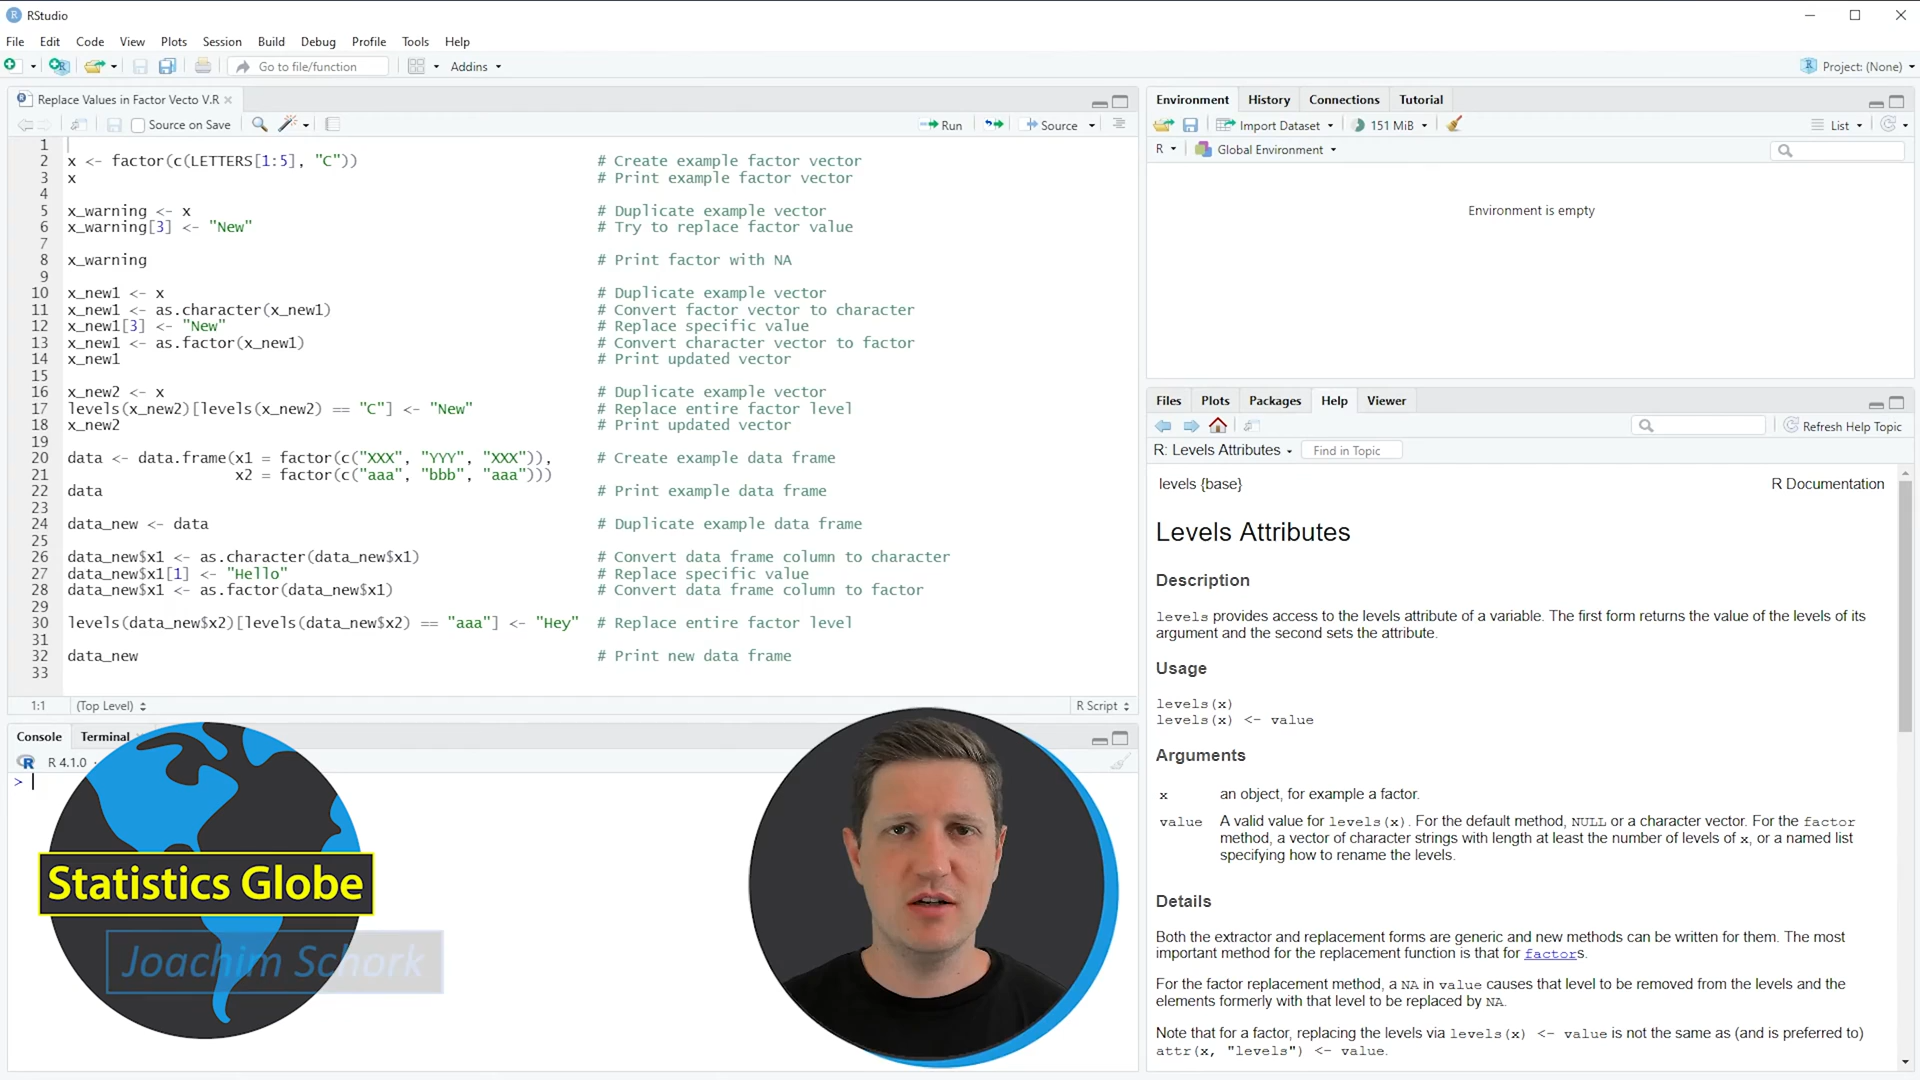 RStudio
File Edit Code View Plots Session Build Debug Profile Tools Help
Go to file/function Addins Project: (None)
Replace Values in Factor Vecto V.R
Source on Save Run Source
1
2 x <- factor(c(LETTERS[1:5], "C")) # Create example factor vector
3 x # Print example factor vector
4
5 x_warning <- x # Duplicate example vector
6 x_warning[3] <- "New" # Try to replace factor value
7
8 x_warning # Print factor with NA
9
10 x_new1 <- x # Duplicate example vector
11 x_new1 <- as.character(x_new1) # Convert factor vector to character
12 x_new1[3] <- "New" # Replace specific value
13 x_new1 <- as.factor(x_new1) # Convert character vector to factor
14 x_new1 # Print updated vector
15
16 x_new2 <- x # Duplicate example vector
17 levels(x_new2)[levels(x_new2) == "C"] <- "New" # Replace entire factor level
18 x_new2 # Print updated vector
19
20 data <- data.frame(x1 = factor(c("XXX", "YYY", "XXX")), # Create example data frame
21 x2 = factor(c("aaa", "bbb", "aaa")))
22 data # Print example data frame
23
24 data_new <- data # Duplicate example data frame
25
26 data_new$x1 <- as.character(data_new$x1) # Convert data frame column to character
27 data_new$x1[1] <- "Hello" # Replace specific value
28 data_new$x1 <- as.factor(data_new$x1) # Convert data frame column to factor
29
30 levels(data_new$x2)[levels(data_new$x2) == "aaa"] <- "Hey" # Replace entire factor level
31
32 data_new # Print new data frame
33
1:1 (Top Level) R Script
Console Terminal
R 4.1.0
>
Statistics Globe
Joachim Schork
Environment History Connections Tutorial
Import Dataset 151 MiB List
R Global Environment
Environment is empty
Files Plots Packages Help Viewer
Refresh Help Topic
R: Levels Attributes Find in Topic
levels {base} R Documentation
Levels Attributes
Description
levels provides access to the levels attribute of a variable. The first form returns the value of the levels of its
argument and the second sets the attribute.
Usage
levels(x)
levels(x) <- value
Arguments
x an object, for example a factor.
value A valid value for levels(x). For the default method, NULL or a character vector. For the factor
method, a vector of character strings with length at least the number of levels of x, or a named list
specifying how to rename the levels.
Details
Both the extractor and replacement forms are generic and new methods can be written for them. The most
important method for the replacement function is that for factors.
For the factor replacement method, a NA in value causes that level to be removed from the levels and the
elements formerly with that level to be replaced by NA.
Note that for a factor, replacing the levels via levels(x) <- value is not the same as (and is preferred to)
attr(x, "levels") <- value.